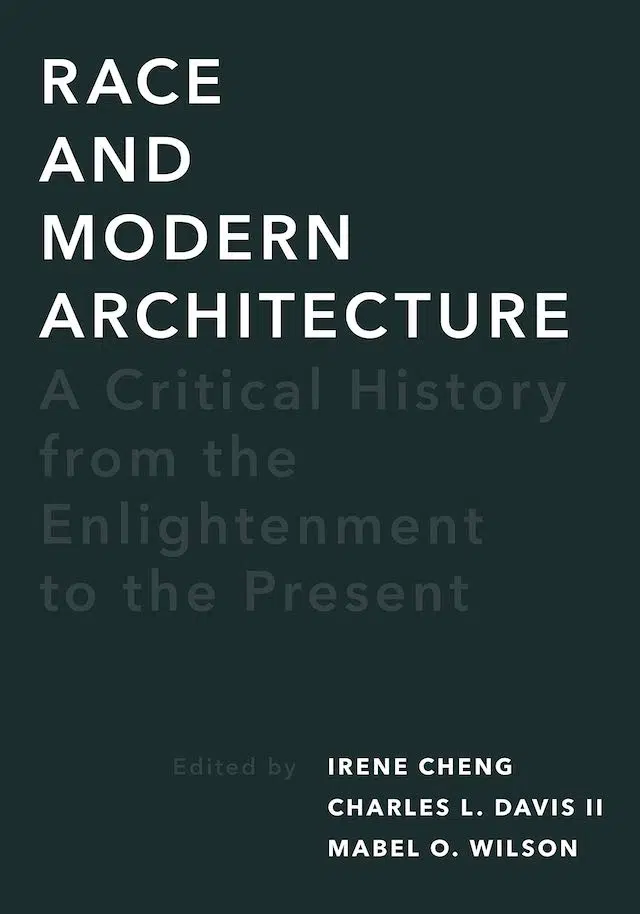 RACE
AND
MODERN
ARCHITECTURE
A Critical History
from the
Enlightenment
to the Present
Edited by IRENE CHENG
CHARLES L. DAVIS II
MABEL O. WILSON